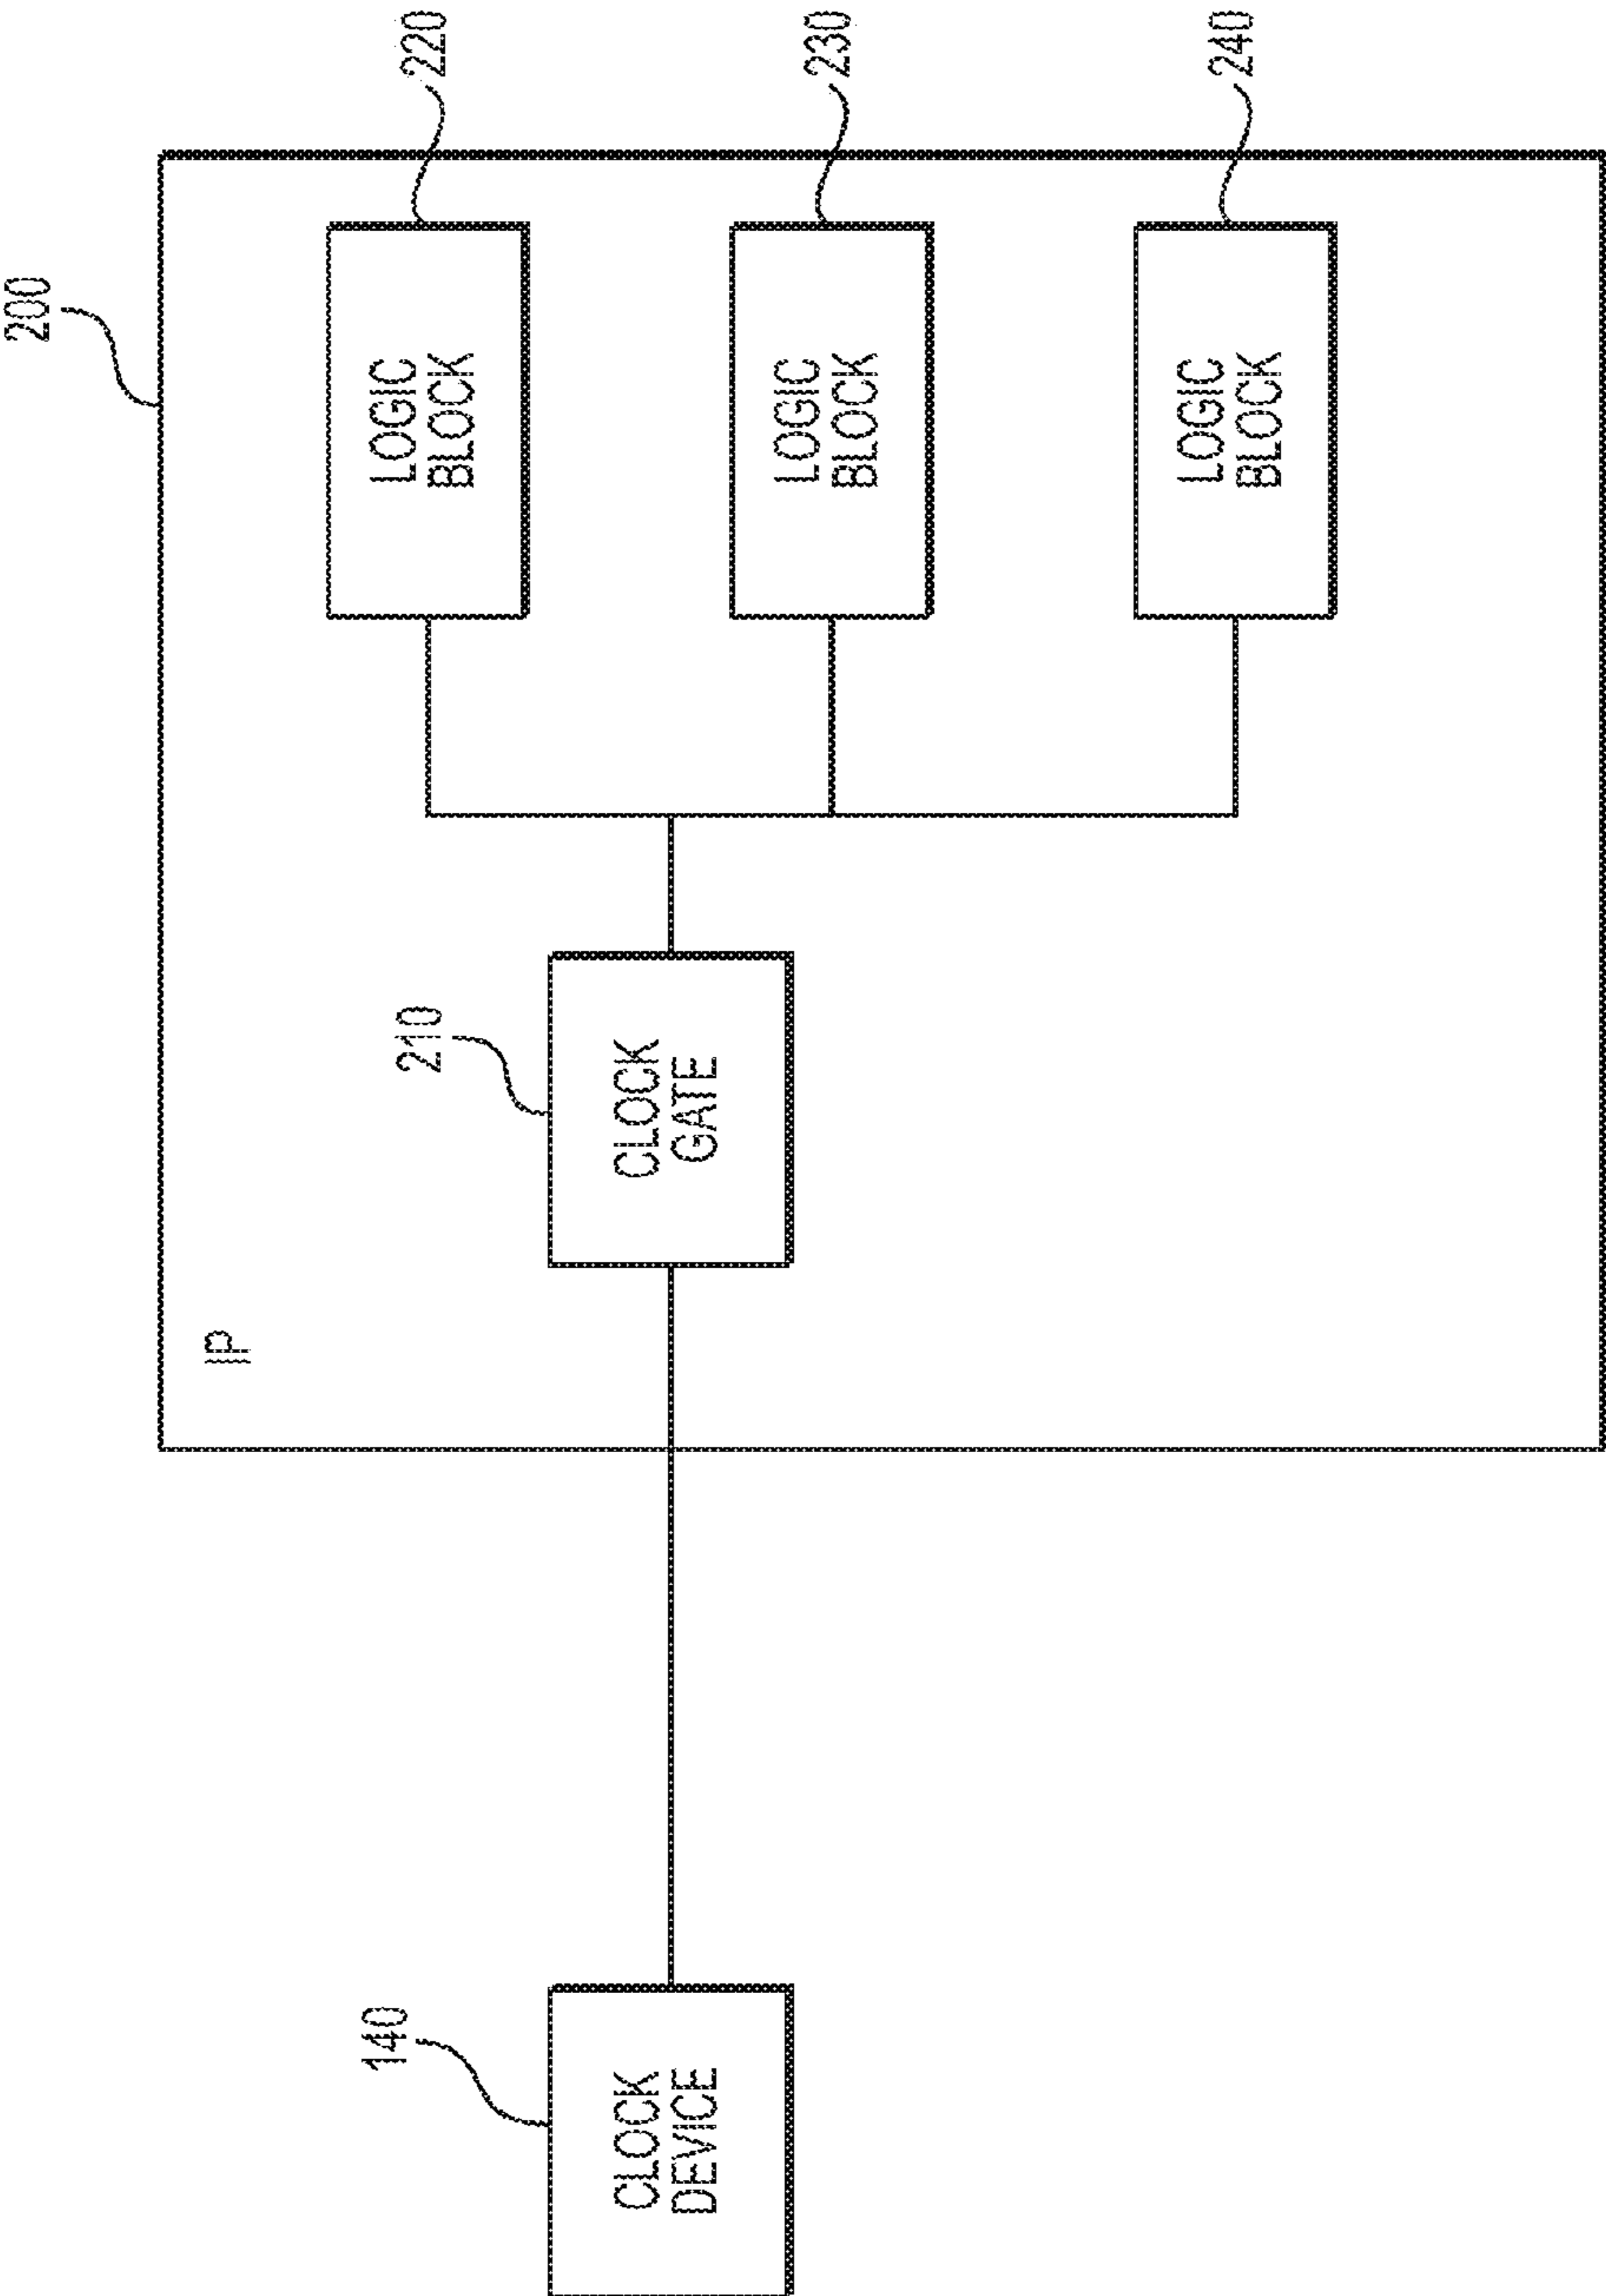 200
IP
140
CLOCK
DEVICE
210
CLOCK
GATE
LOGIC
BLOCK
220
LOGIC
BLOCK
230
LOGIC
BLOCK
240